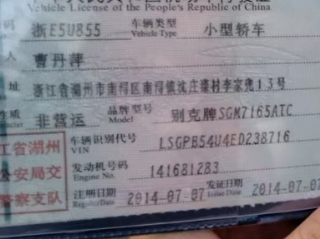 Vehicle License of the People's Republic of China
浙E5U855 车辆类型 Vehicle Type 小型轿车
人 曹丹萍
址 浙江省湖州市南浔区南浔镇沈庄漾村李家兜13号
性质 非营运 品牌型号 Model 别克牌SGM7165ATC
江省湖州 车辆识别代号 VIN LSGPB54U4ED238716
公安局交 发动机号码 Engine No. 141681283
警察支队 注册日期 Register Date 2014-07-07 发证日期 Issue Date 2014-07-07